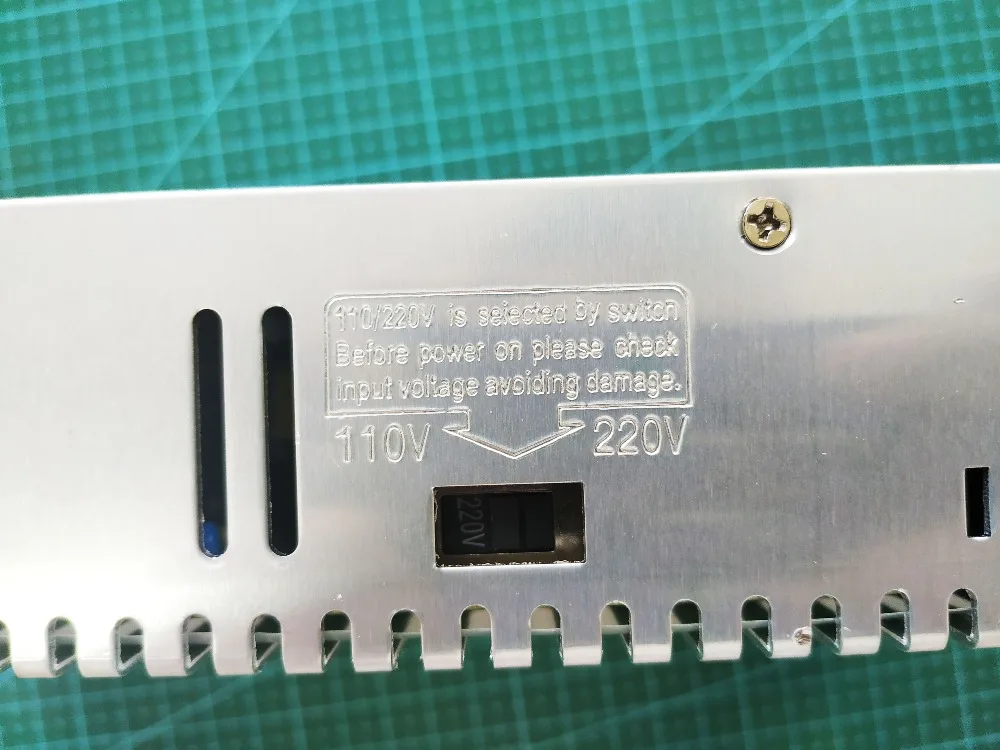 110/220V is selected by switch
Before power on please check
input voltage avoiding damage.
110V 220V
220V